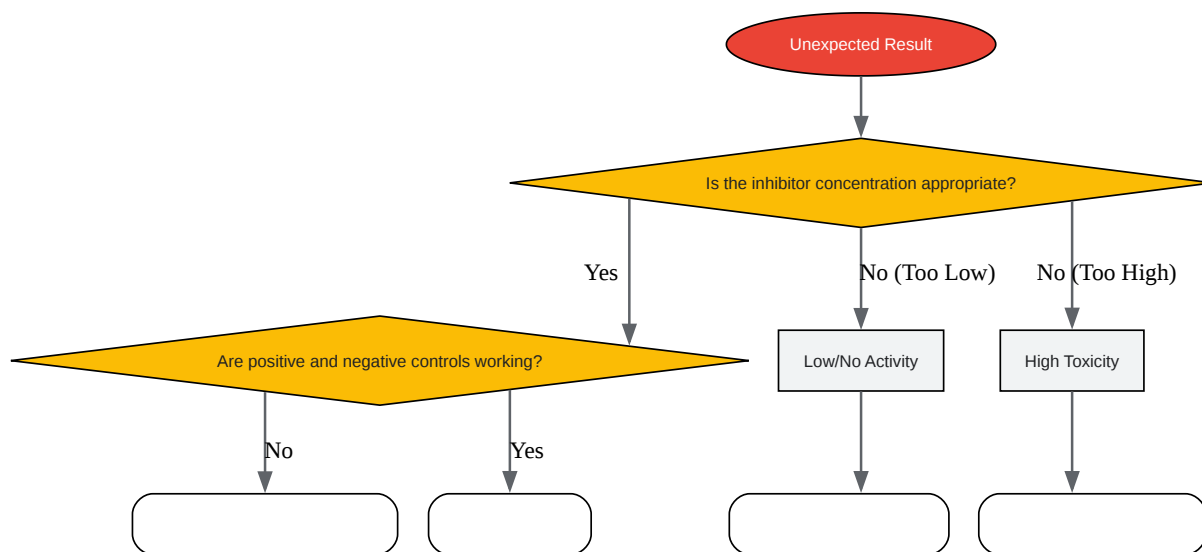 Unexpected Result
Is the inhibitor concentration appropriate?
Yes
No (Too Low)
No (Too High)
Are positive and negative controls working?
Low/No Activity
High Toxicity
No
Yes